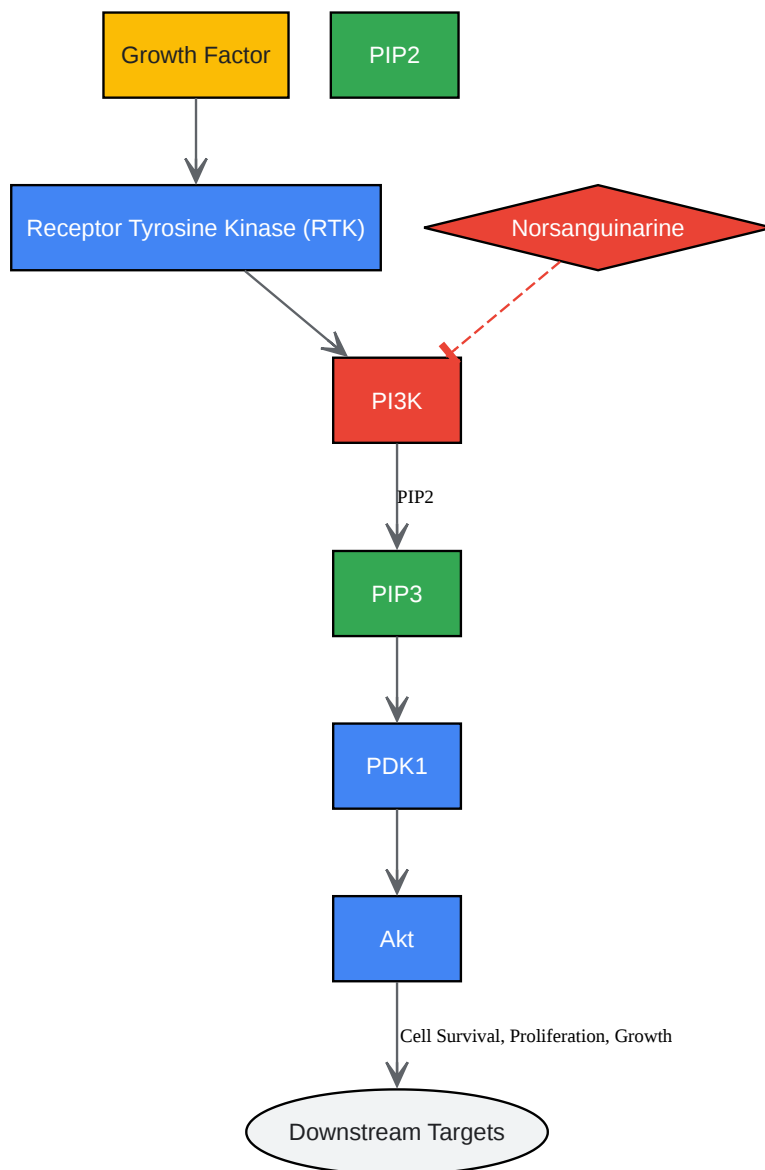 Growth Factor
PIP2
Receptor Tyrosine Kinase (RTK)
Norsanguinarine
PI3K
PIP2
PIP3
PDK1
Akt
Cell Survival, Proliferation, Growth
Downstream Targets